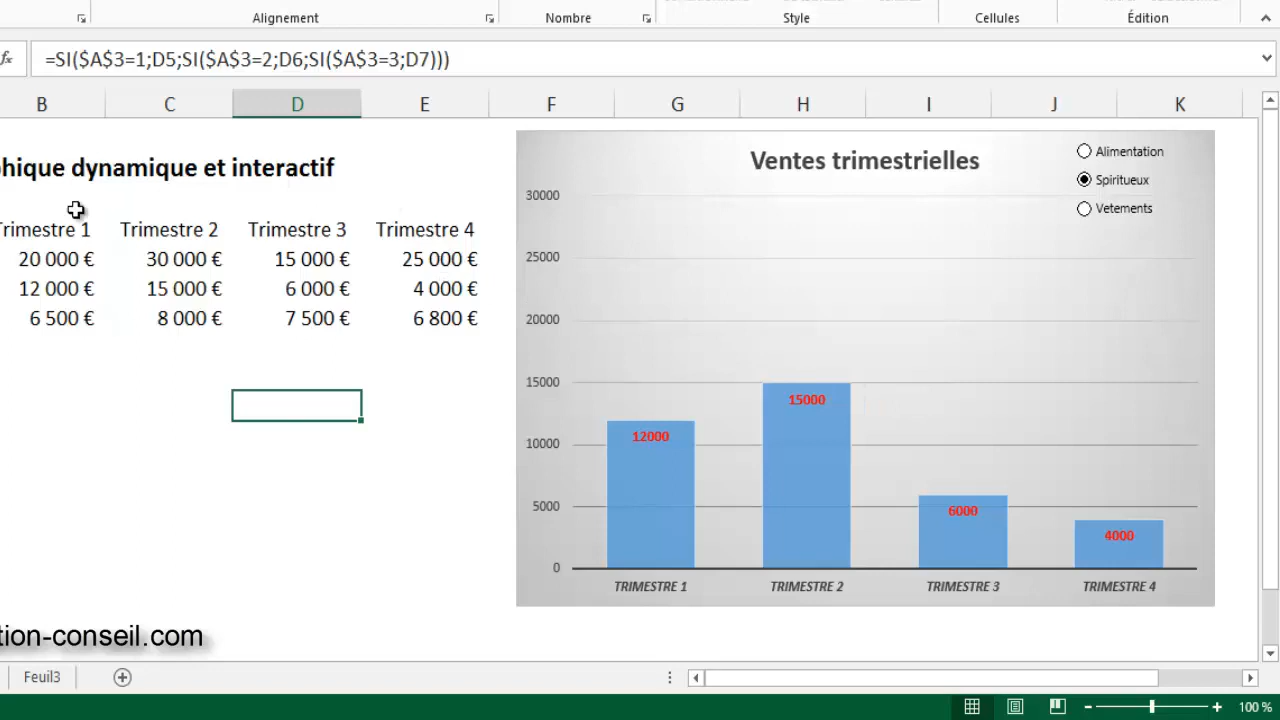 Alignement Nombre Style Cellules Édition
fx =SI($A$3=1;D5;SI($A$3=2;D6;SI($A$3=3;D7)))
B C D E F G H I J K
phique dynamique et interactif
Trimestre 1 Trimestre 2 Trimestre 3 Trimestre 4
20 000 € 30 000 € 15 000 € 25 000 €
12 000 € 15 000 € 6 000 € 4 000 €
6 500 € 8 000 € 7 500 € 6 800 €
Ventes trimestrielles
Alimentation
Spiritueux
Vetements
30000
25000
20000
15000
10000
5000
0
12000 15000 6000 4000
TRIMESTRE 1 TRIMESTRE 2 TRIMESTRE 3 TRIMESTRE 4
tion-conseil.com
Feuil3
100 %